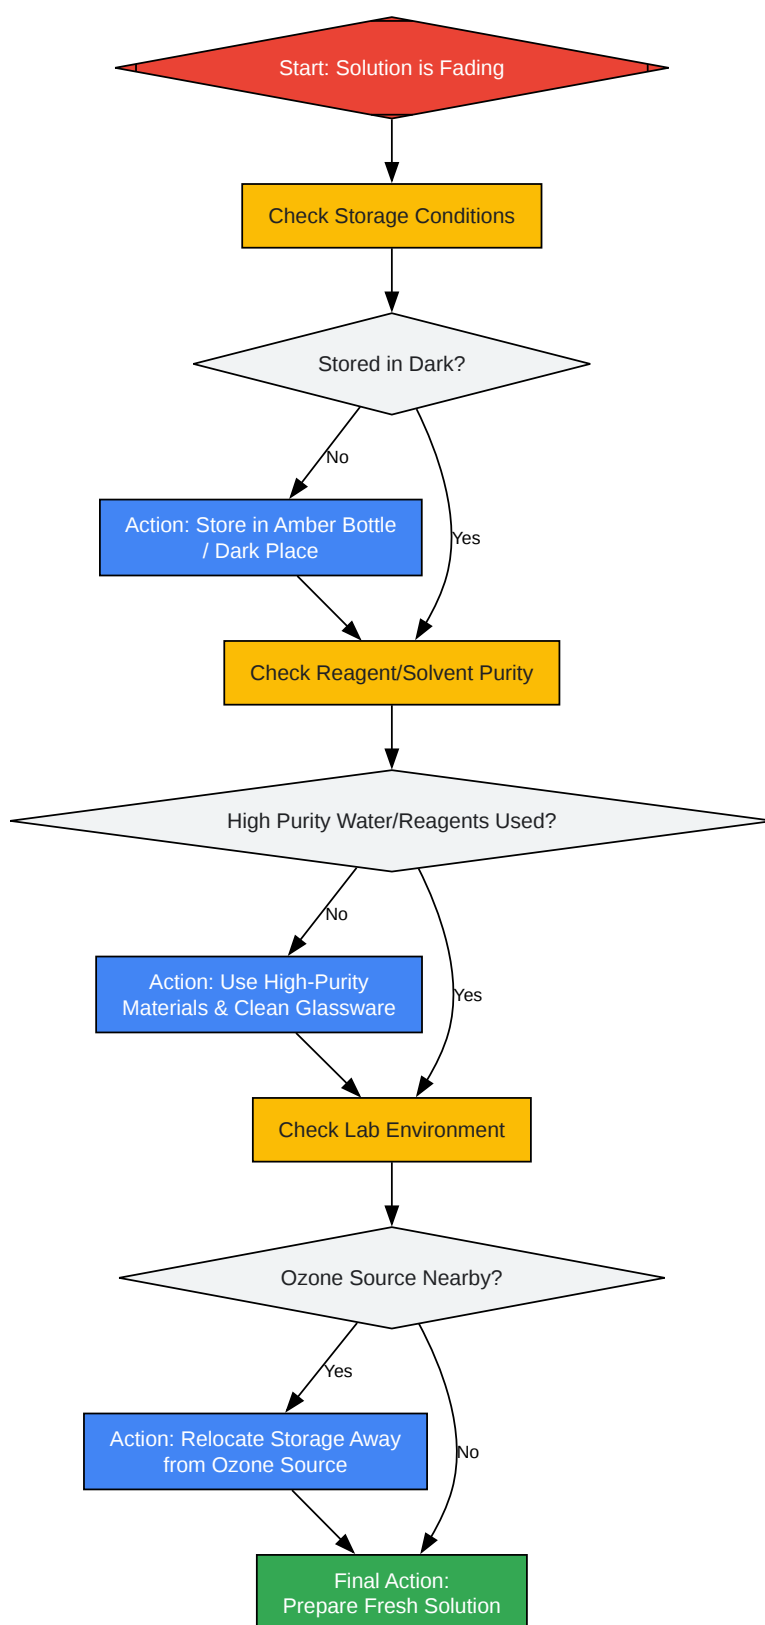 Start: Solution is Fading
Check Storage Conditions
Stored in Dark?
No
Action: Store in Amber Bottle
/ Dark Place
Yes
Check Reagent/Solvent Purity
High Purity Water/Reagents Used?
No
Action: Use High-Purity
Materials & Clean Glassware
Yes
Check Lab Environment
Ozone Source Nearby?
Yes
Action: Relocate Storage Away
from Ozone Source
No
Final Action:
Prepare Fresh Solution